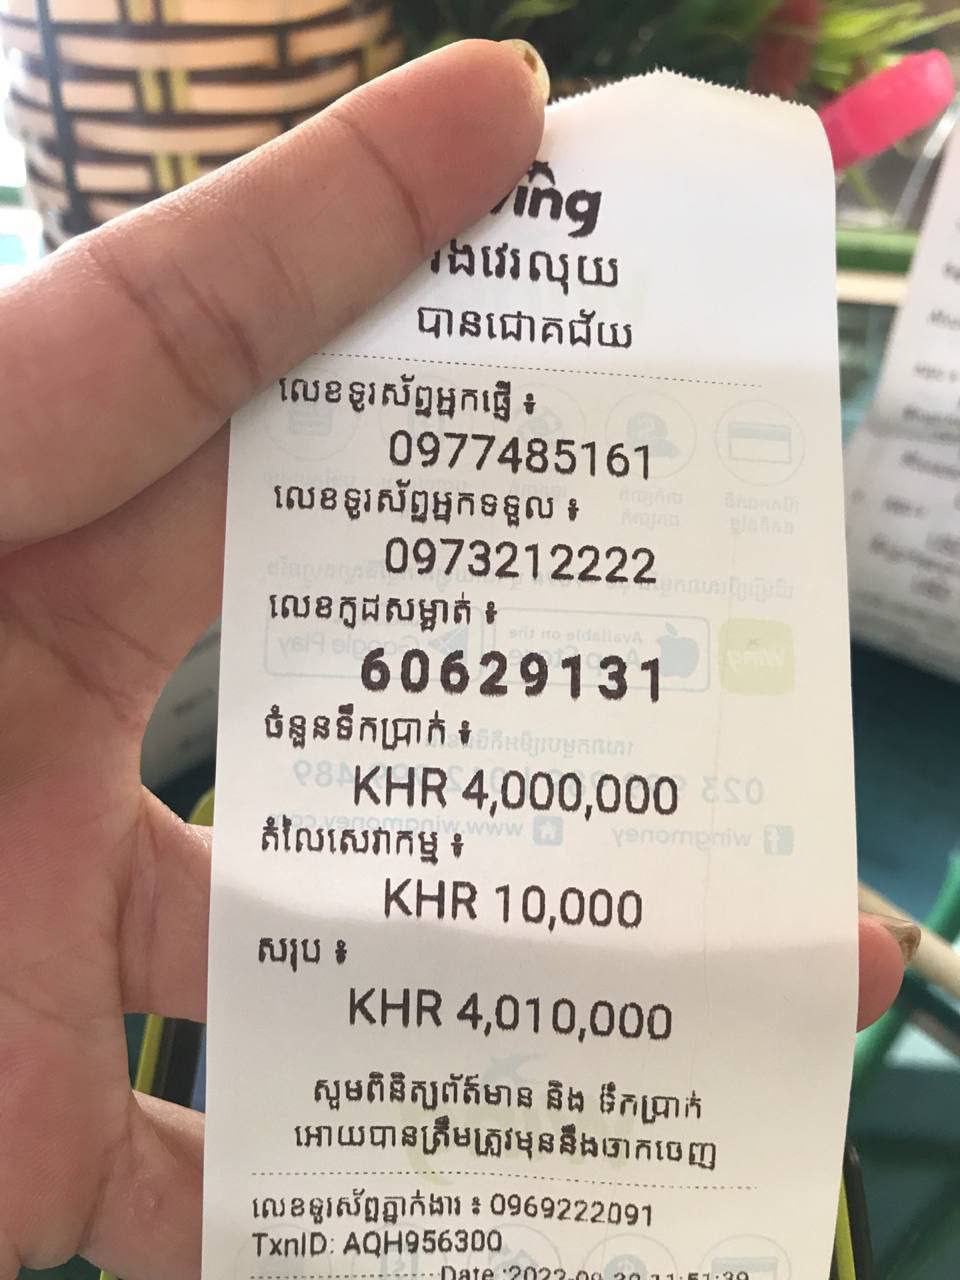 Wing
វេរលុយ
បានជោគជ័យ
លេខទូរស័ព្ទអ្នកផ្ញើ ៖
0977485161
លេខទូរស័ព្ទអ្នកទទួល ៖
0973212222
លេខកូដសម្ងាត់ ៖
60629131
ចំនួនទឹកប្រាក់ ៖
KHR 4,000,000
តំលៃសេវាកម្ម ៖
KHR 10,000
សរុប ៖
KHR 4,010,000
សូមពិនិត្យព័ត៌មាន និង ទឹកប្រាក់
អោយបានត្រឹមត្រូវមុននឹងចាកចេញ
លេខទូរស័ព្ទភ្នាក់ងារ ៖ 0969222091
TxnID: AQH956300
Date :